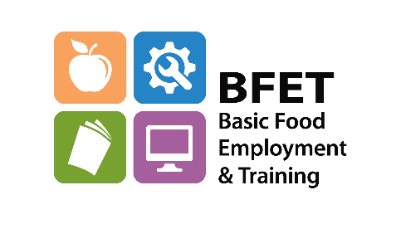 BFET
Basic Food
Employment
& Training